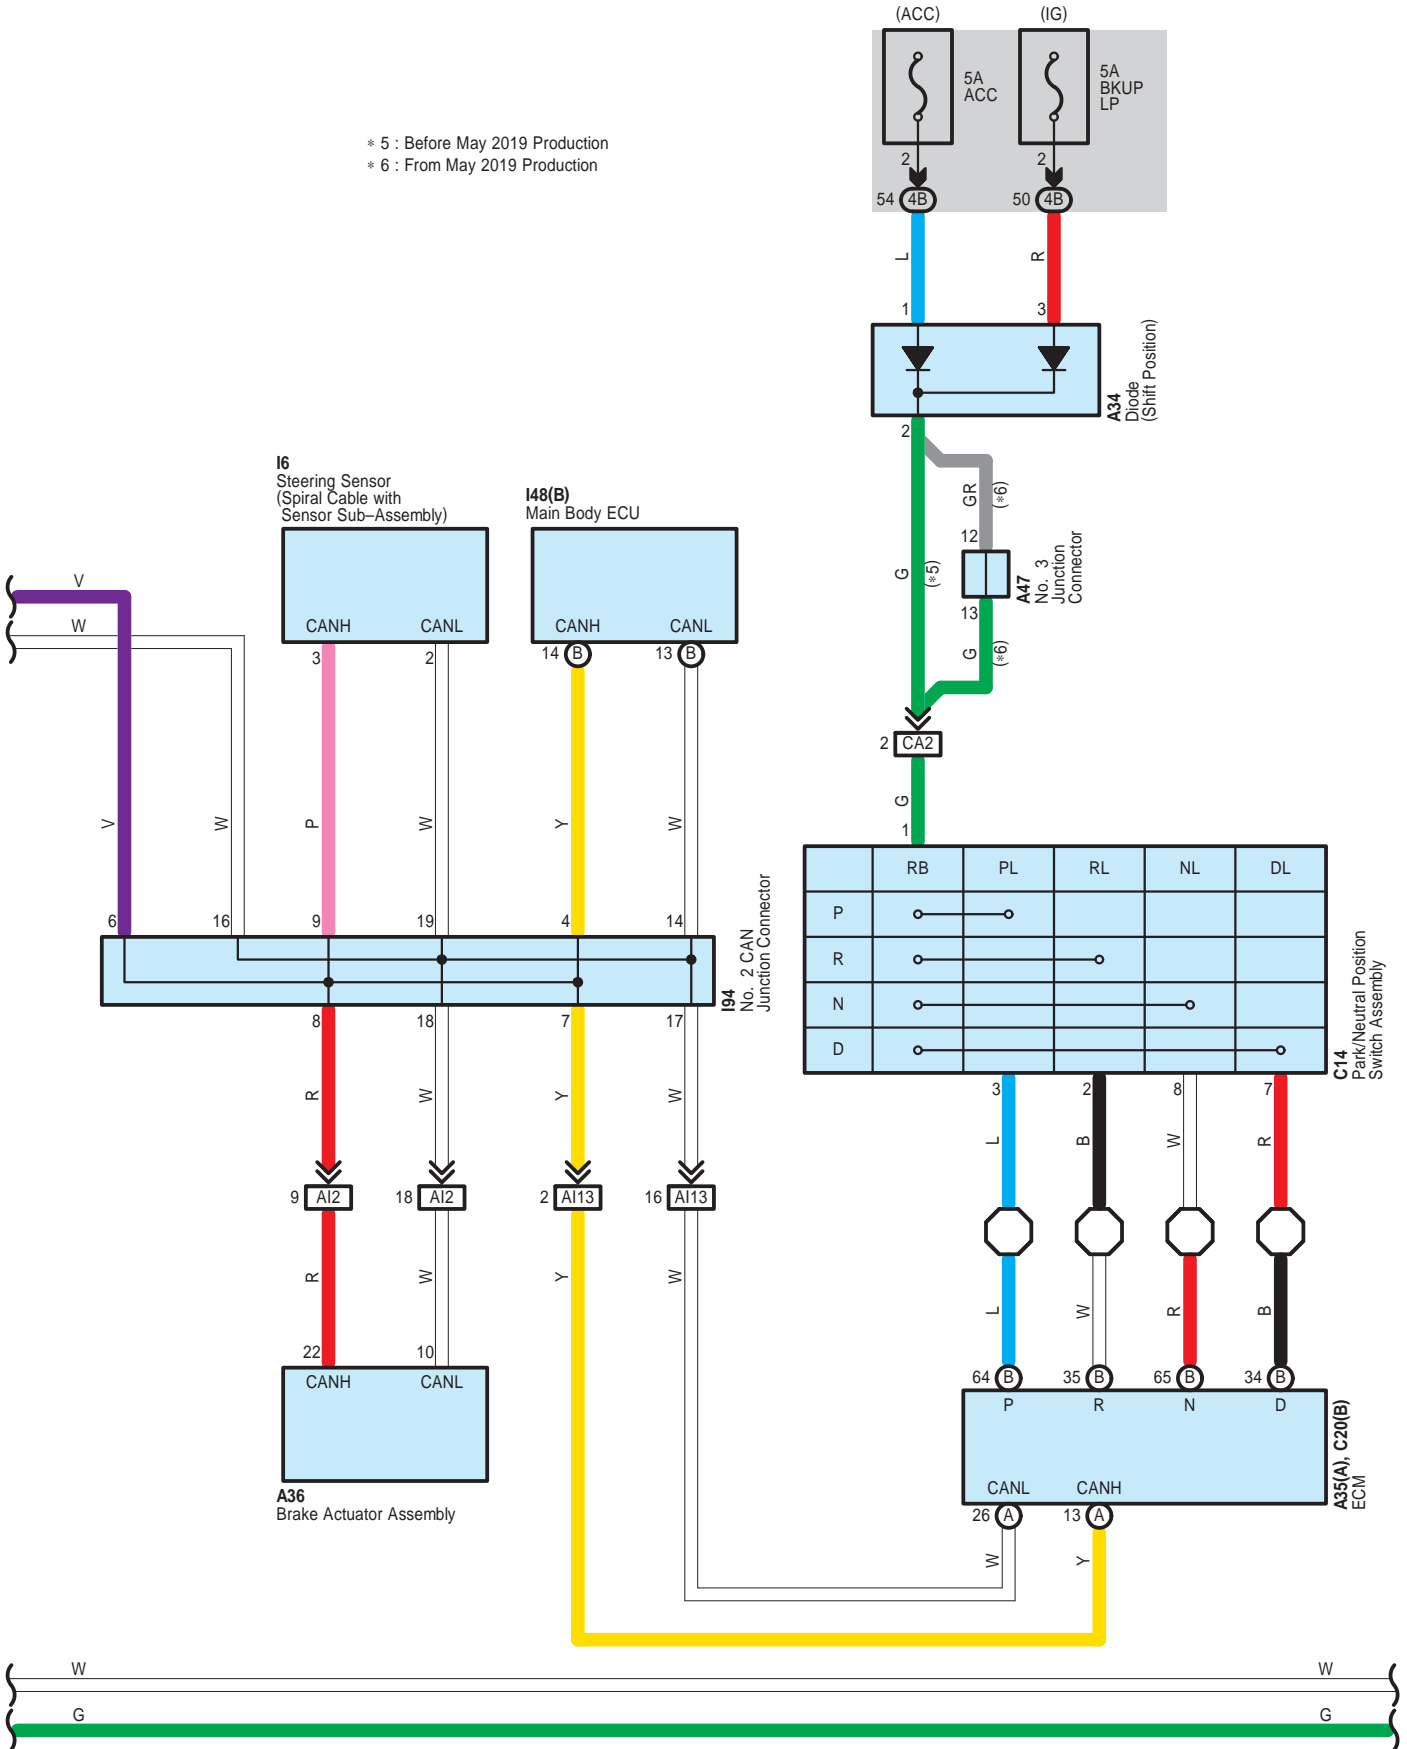 (ACC)
(IG)
5A
ACC
5A
BKUP
LP
∗ 5 : Before May 2019 Production
∗ 6 : From May 2019 Production
2
2
54
4B
50
4B
L
R
1
3
A34
Diode
(Shift Position)
2
GR
(∗6)
12
G
(∗5)
A47
No. 3
Junction
Connector
13
G
(∗6)
2
CA2
G
1
I6
Steering Sensor
(Spiral Cable with
Sensor Sub–Assembly)
I48(B)
Main Body ECU
V
W
CANH
CANL
CANH
CANL
3
2
14
B
13
B
V
W
P
W
Y
W
6
16
9
19
4
14
I94
No. 2 CAN
Junction Connector
8
18
7
17
R
W
Y
W
9
AI2
18
AI2
2
AI13
16
AI13
R
W
Y
W
22
10
CANH
CANL
A36
Brake Actuator Assembly
RB
PL
RL
NL
DL
P
R
N
D
C14
Park/Neutral Position
Switch Assembly
3
2
8
7
L
B
W
R
L
W
R
B
64
B
35
B
65
B
34
B
P
R
N
D
CANL
CANH
A35(A), C20(B)
ECM
26
A
13
A
W
Y
W
W
G
G